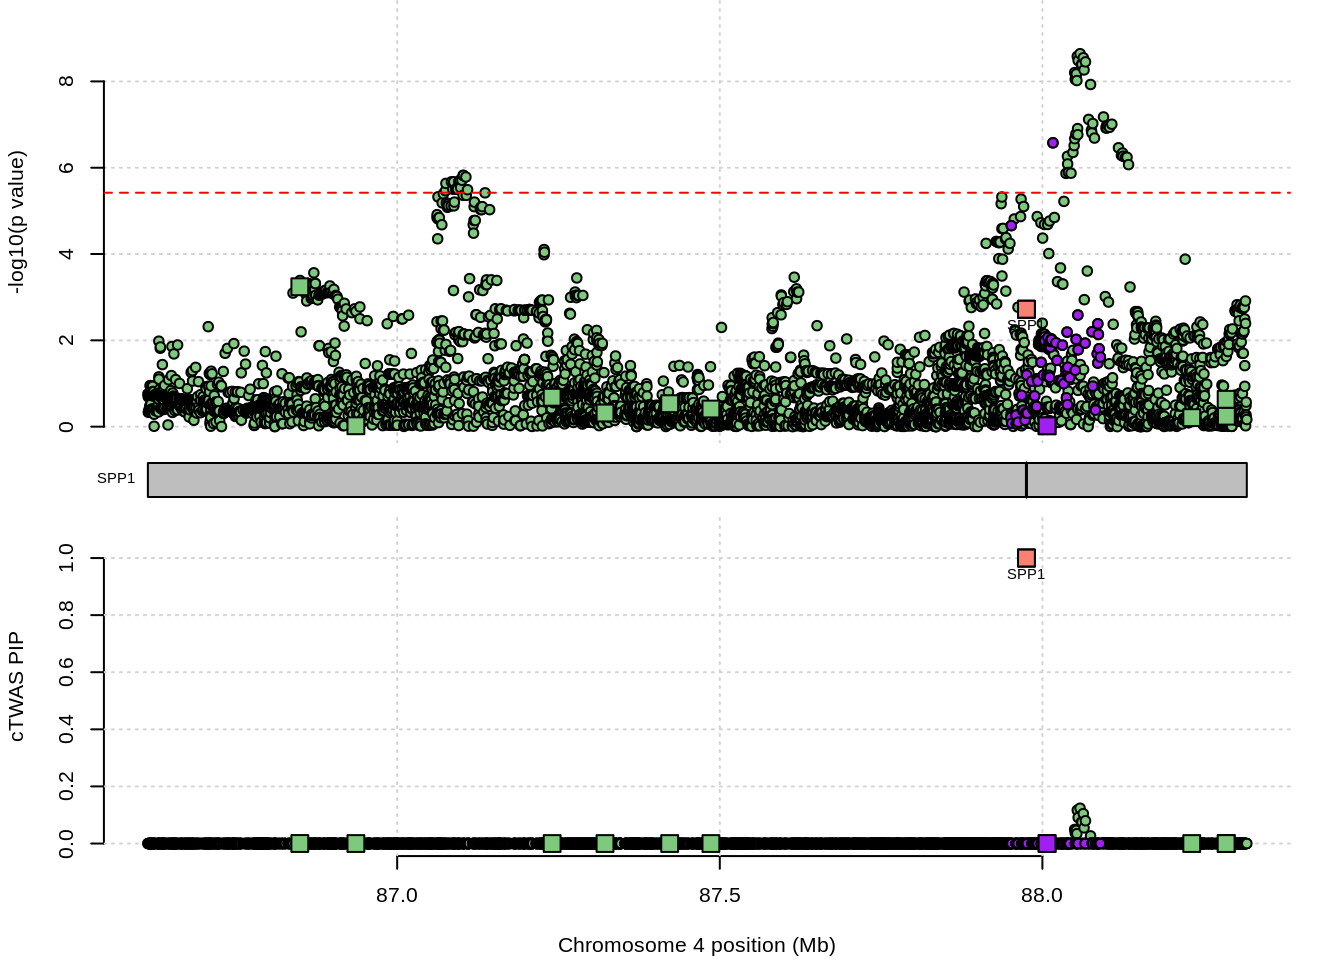 -log10(p value)
8
6
4
2
0
SPP1
SPP1
cTWAS PIP
1.0
0.8
0.6
0.4
0.2
0.0
SPP1
87.0 87.5 88.0
Chromosome 4 position (Mb)